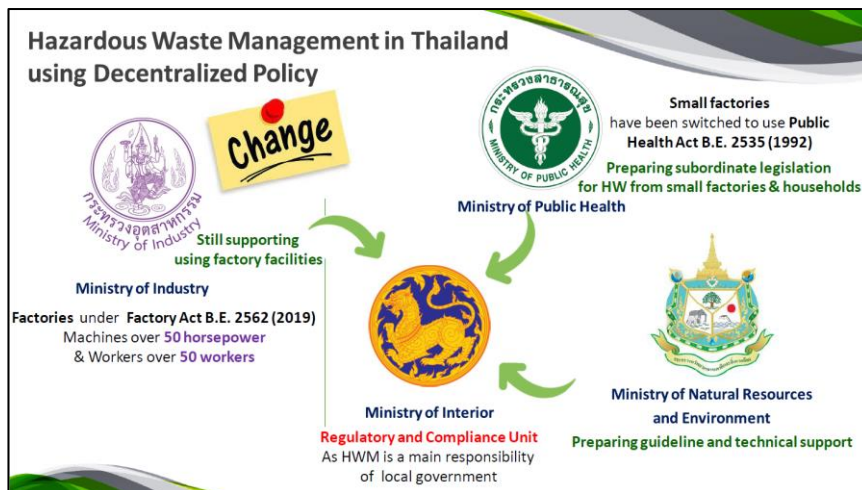 Hazardous Waste Management in Thailand
using Decentralized Policy
Change
กระทรวงอุตสาหกรรม
Ministry of Industry
Still supporting
using factory facilities
Ministry of Industry
Factories under Factory Act B.E. 2562 (2019)
Machines over 50 horsepower
& Workers over 50 workers
กระทรวงสาธารณสุข
MINISTRY OF PUBLIC HEALTH
Ministry of Public Health
Small factories
have been switched to use Public
Health Act B.E. 2535 (1992)
Preparing subordinate legislation
for HW from small factories & households
Ministry of Interior
Regulatory and Compliance Unit
As HWM is a main responsibility
of local government
Ministry of Natural Resources
and Environment
Preparing guideline and technical support